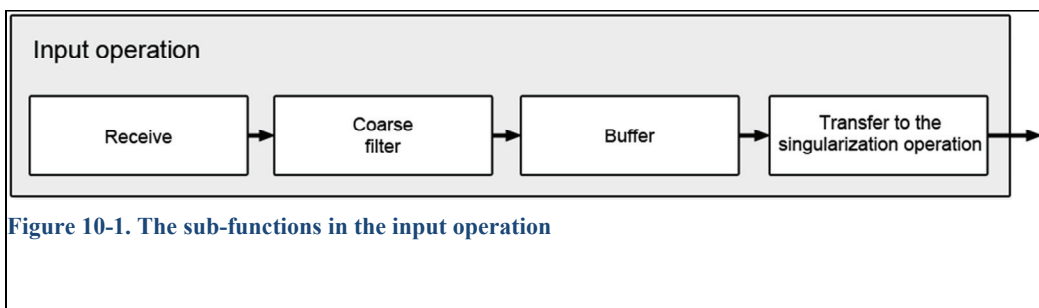 Input operation
Receive
Coarse
filter
Buffer
Transfer to the
singularization operation
Figure 10-1. The sub-functions in the input operation